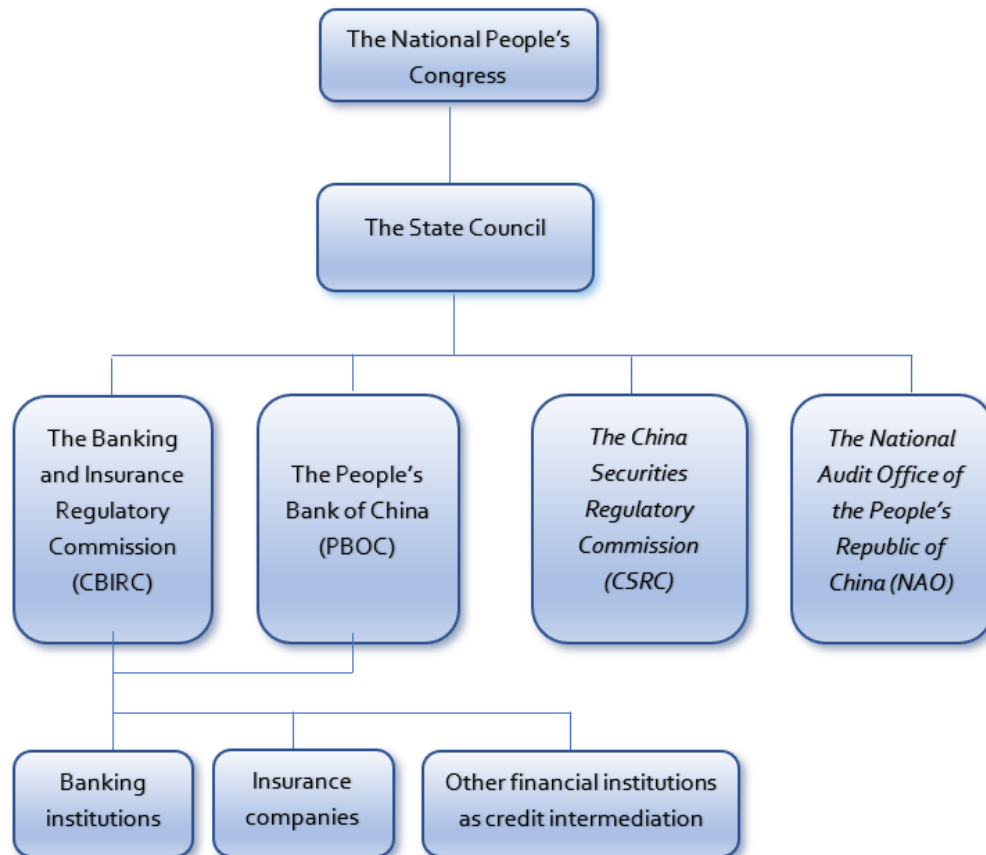 The National People’s
Congress
The State Council
The Banking
and Insurance
Regulatory
Commission
(CBIRC)
The People’s
Bank of China
(PBOC)
The China
Securities
Regulatory
Commission
(CSRC)
The National
Audit Office of
the People’s
Republic of
China (NAO)
Banking
institutions
Insurance
companies
Other financial institutions
as credit intermediation